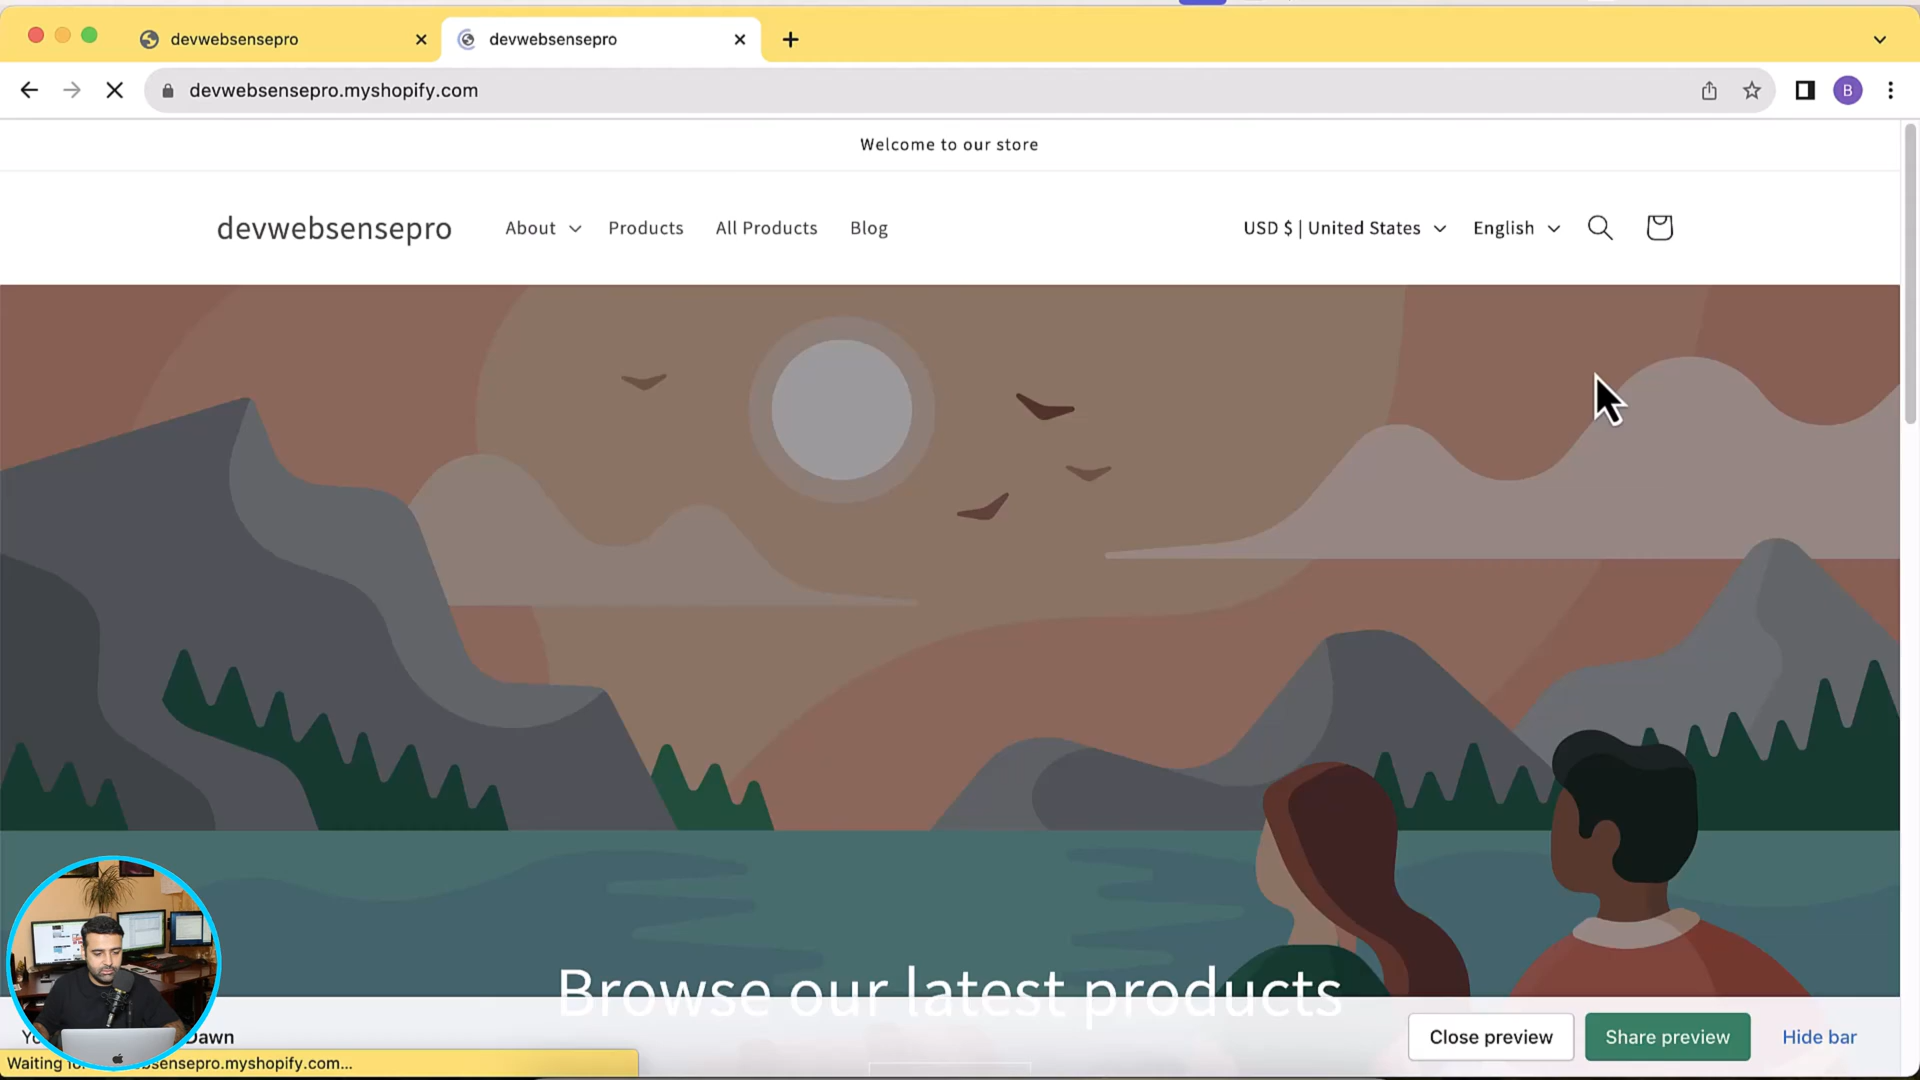 devwebsensepro
devwebsensepro
devwebsensepro.myshopify.com
B
Welcome to our store
devwebsensepro
About
Products
All Products
Blog
USD $ | United States
English
Browse our latest products
Dawn
Close preview
Share preview
Hide bar
Waiting sensepro.myshopify.com...